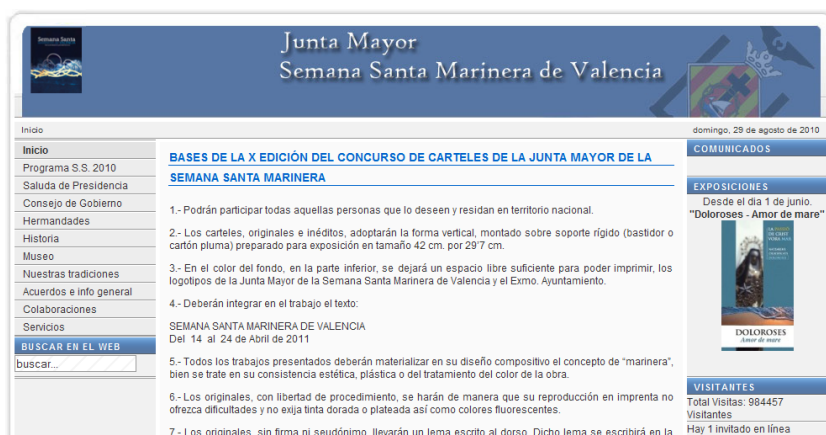 Semana Santa
Junta Mayor
Semana Santa Marinera de Valencia
Inicio
domingo, 29 de agosto de 2010
Inicio
Programa S.S. 2010
Saluda de Presidencia
Consejo de Gobierno
Hermandades
Historia
Museo
Nuestras tradiciones
Acuerdos e info general
Colaboraciones
Servicios
BUSCAR EN EL WEB
buscar...
BASES DE LA X EDICIÓN DEL CONCURSO DE CARTELES DE LA JUNTA MAYOR DE LA
SEMANA SANTA MARINERA
1.- Podrán participar todas aquellas personas que lo deseen y residan en territorio nacional.
2.- Los carteles, originales e inéditos, adoptarán la forma vertical, montado sobre soporte rígido (bastidor o
cartón pluma) preparado para exposición en tamaño 42 cm. por 29'7 cm.
3.- En el color del fondo, en la parte inferior, se dejará un espacio libre suficiente para poder imprimir, los
logotipos de la Junta Mayor de la Semana Santa Marinera de Valencia y el Exmo. Ayuntamiento.
4.- Deberán integrar en el trabajo el texto:
SEMANA SANTA MARINERA DE VALENCIA
Del 14 al 24 de Abril de 2011
5.- Todos los trabajos presentados deberán materializar en su diseño compositivo el concepto de “marinera”,
bien se trate en su consistencia estética, plástica o del tratamiento del color de la obra.
6.- Los originales, con libertad de procedimiento, se harán de manera que su reproducción en imprenta no
ofrezca dificultades y no exija tinta dorada o plateada así como colores fluorescentes.
7.- Los originales, sin firma ni seudónimo, llevarán un lema escrito al dorso. Dicho lema se escribirá en la
COMUNICADOS
EXPOSICIONES
Desde el dia 1 de junio.
"Doloroses - Amor de mare"
DOLOROSES
Amor de mare
VISITANTES
Total Visitas: 984457
Visitantes
Hay 1 invitado en línea